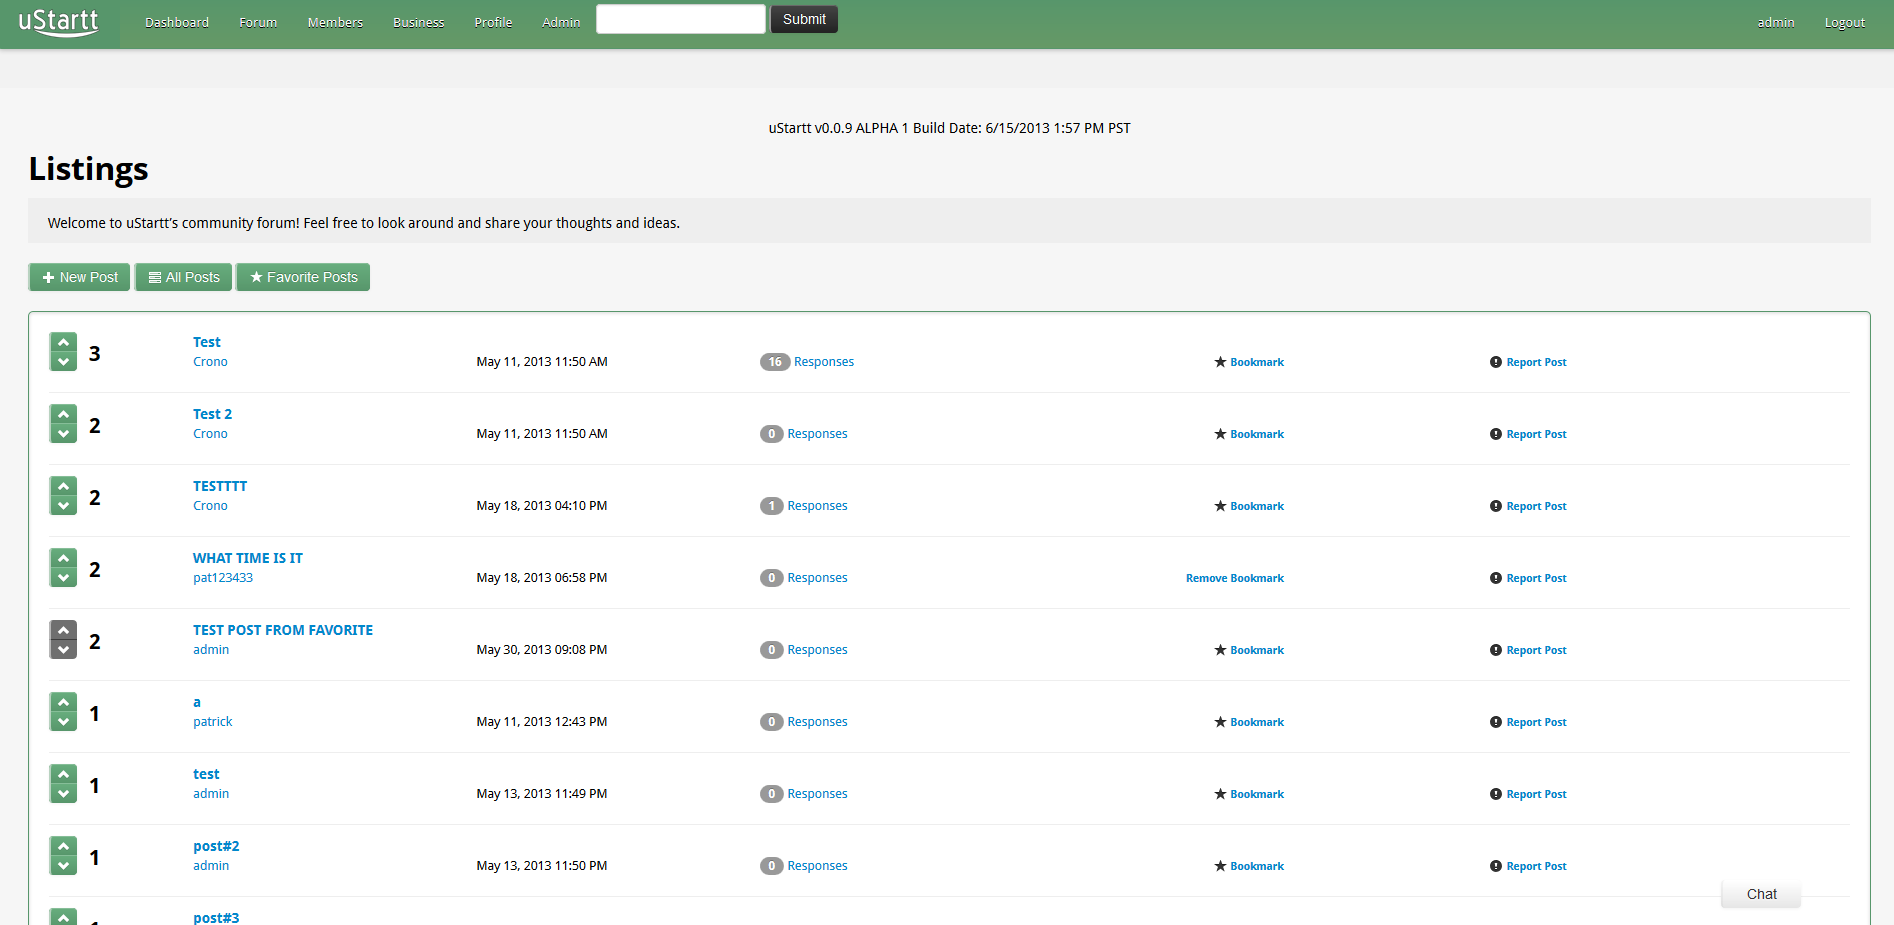 uStartt Dashboard Forum Members Business Profile Admin Submit admin Logout
uStartt v0.0.9 ALPHA 1 Build Date: 6/15/2013 1:57 PM PST
Listings
Welcome to uStartt's community forum! Feel free to look around and share your thoughts and ideas.
New Post All Posts Favorite Posts
3 Test
Crono May 11, 2013 11:50 AM 16 Responses Bookmark Report Post
2 Test 2
Crono May 11, 2013 11:50 AM 0 Responses Bookmark Report Post
2 TESTTTT
Crono May 18, 2013 04:10 PM 1 Responses Bookmark Report Post
2 WHAT TIME IS IT
pat123433 May 18, 2013 06:58 PM 0 Responses Remove Bookmark Report Post
2 TEST POST FROM FAVORITE
admin May 30, 2013 09:08 PM 0 Responses Bookmark Report Post
1 a
patrick May 11, 2013 12:43 PM 0 Responses Bookmark Report Post
1 test
admin May 13, 2013 11:49 PM 0 Responses Bookmark Report Post
1 post#2
admin May 13, 2013 11:50 PM 0 Responses Bookmark Report Post
Chat
post#3